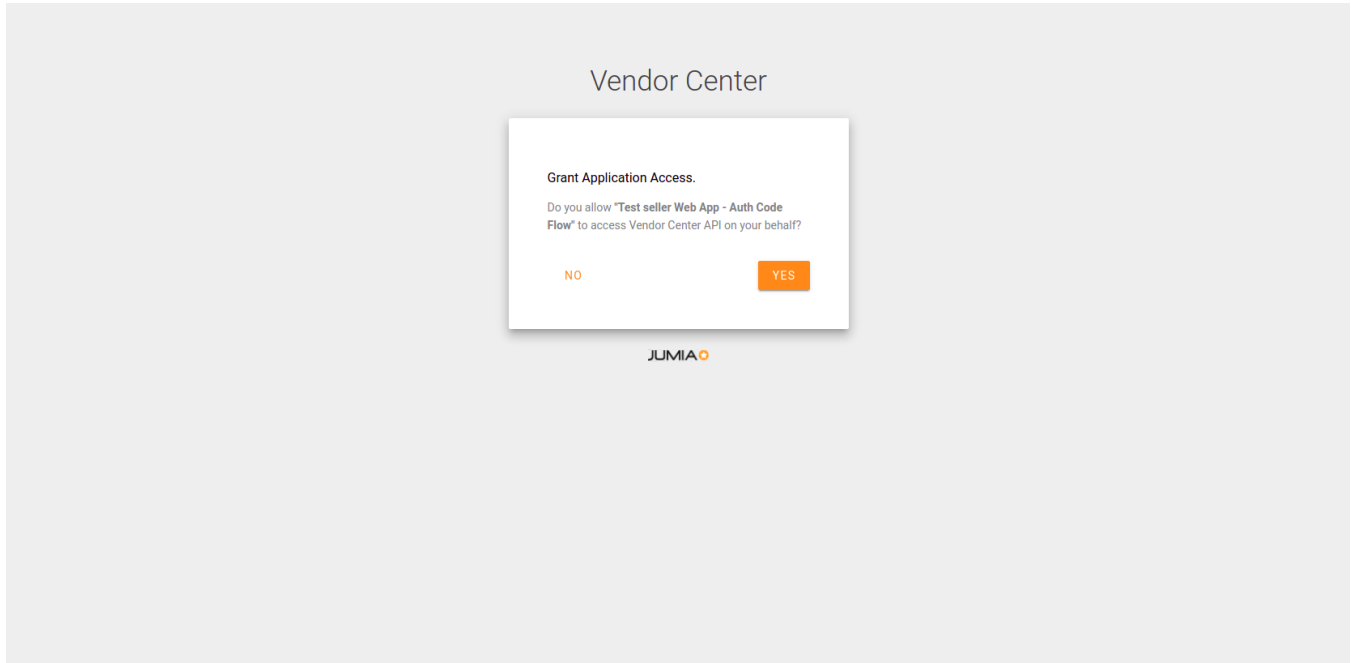 Vendor Center
Grant Application Access.
Do you allow "Test seller Web App - Auth Code
Flow" to access Vendor Center API on your behalf?
NO YES
JUMIA